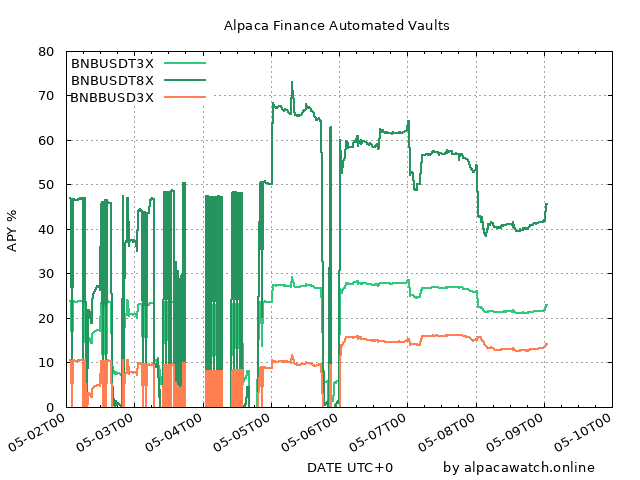 Alpaca Finance Automated Vaults
80
70
60
50
40
30
20
10
0
APY %
BNBUSDT3X
BNBUSDT8X
BNBBUSD3X
05-02T00
05-03T00
05-04T00
05-05T00
05-06T00
05-07T00
05-08T00
05-09T00
05-10T00
DATE UTC+0
by alpacawatch.online